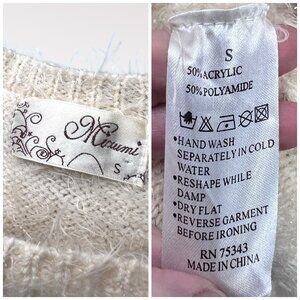 Mizumi
S
S
50%ACRYLIC
50%POLYAMIDE
•HAND WASH
SEPARATELY IN COLD
WATER
•RESHAPE WHILE
DAMP
•DRY FLAT
•REVERSE GARMENT
BEFORE IRONING
RN 75343
MADE IN CHINA